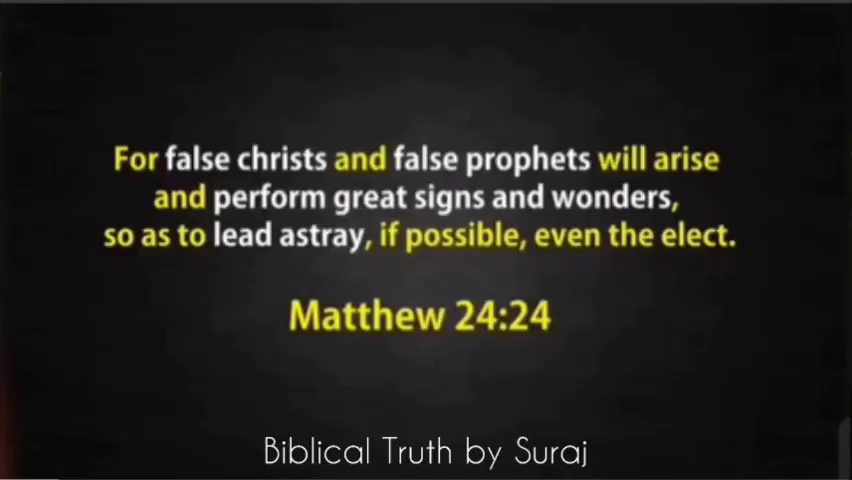 For false christs and false prophets will arise
and perform great signs and wonders,
so as to lead astray, if possible, even the elect.
Matthew 24:24
Biblical Truth by Suraj